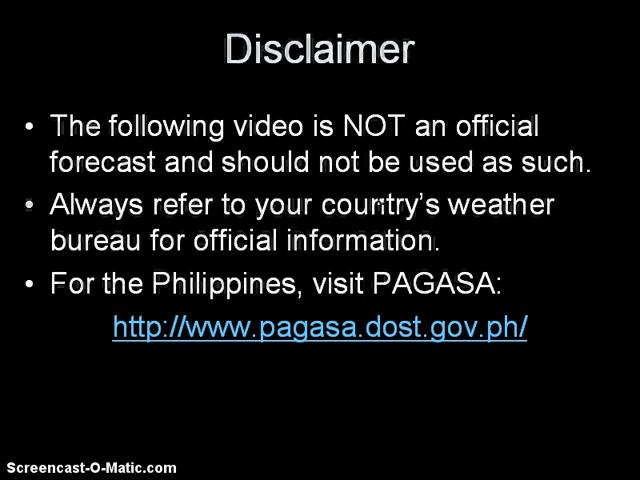 Disclaimer
• The following video is NOT an official
forecast and should not be used as such.
• Always refer to your country's weather
bureau for official information.
• For the Philippines, visit PAGASA:
http://www.pagasa.dost.gov.ph/
Screencast-O-Matic.com